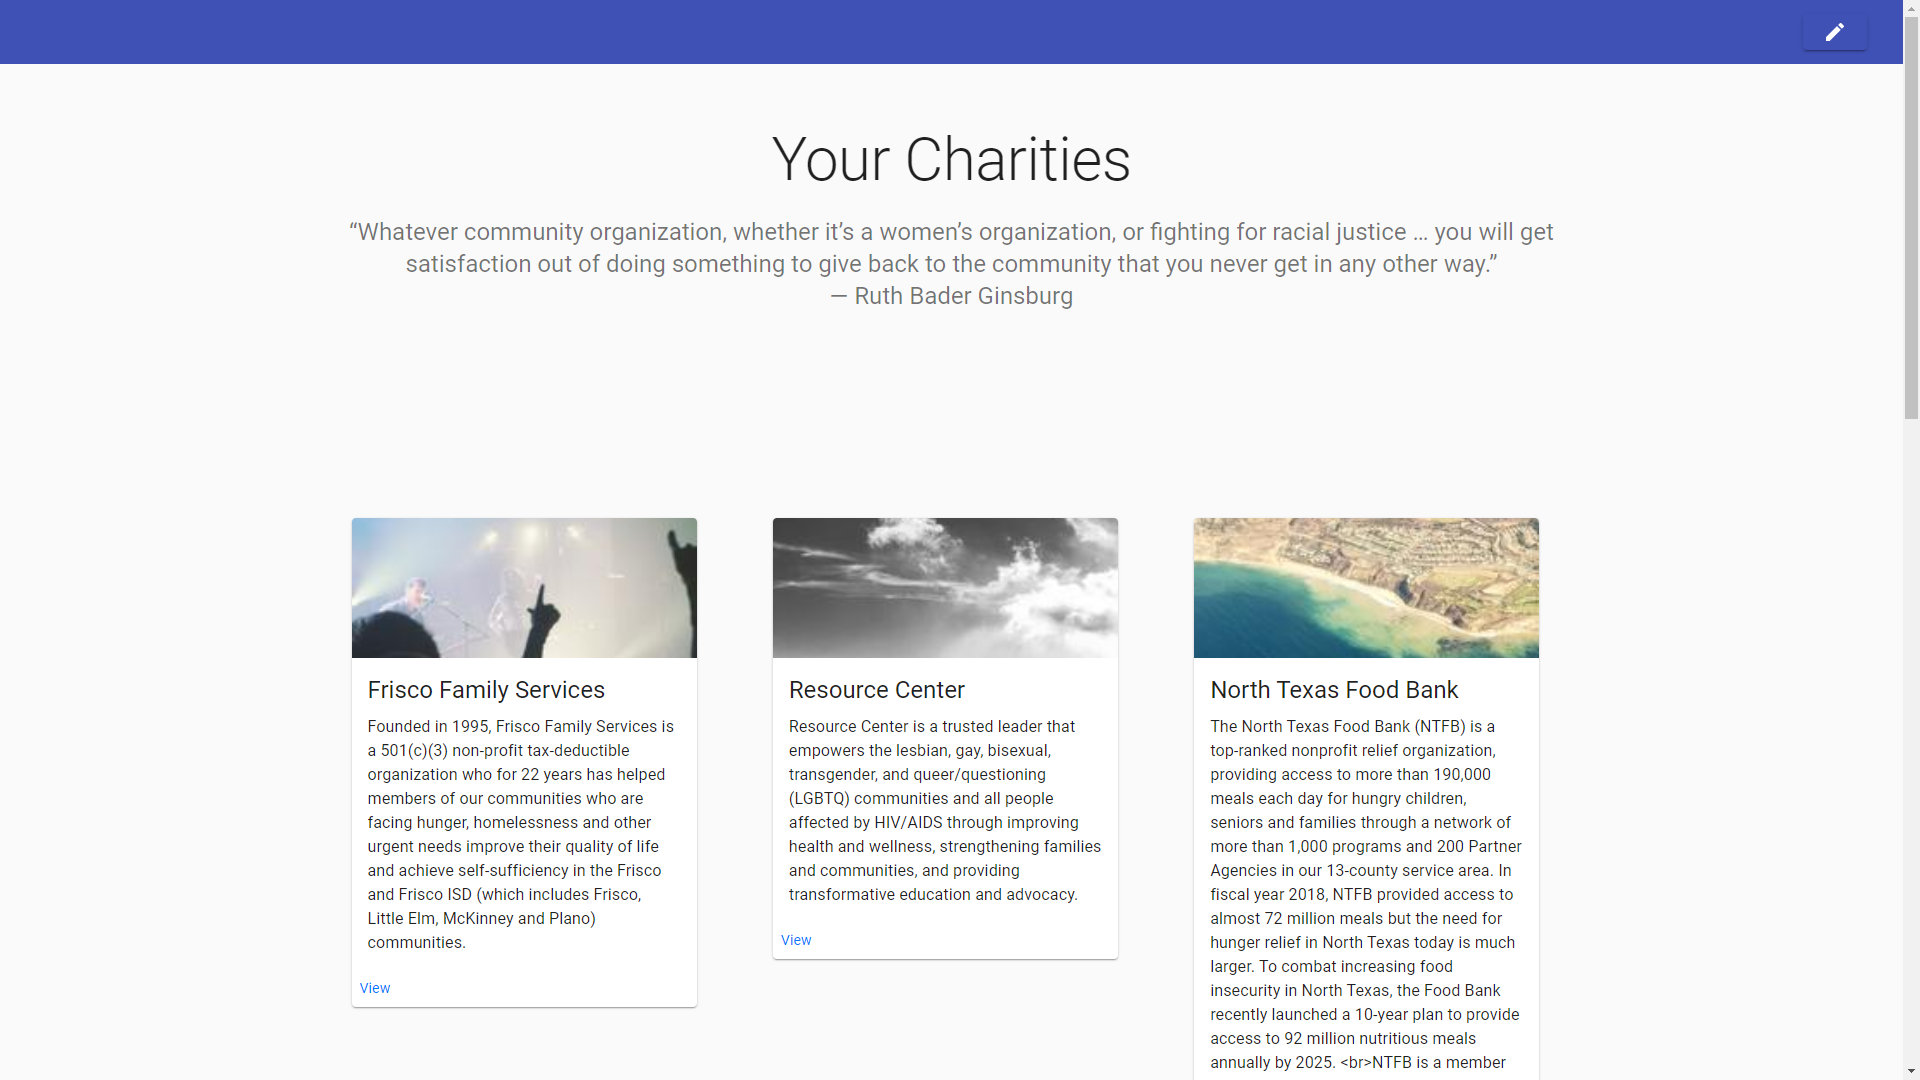 Your Charities
“Whatever community organization, whether it’s a women’s organization, or fighting for racial justice … you will get
satisfaction out of doing something to give back to the community that you never get in any other way.”
— Ruth Bader Ginsburg
Frisco Family Services
Founded in 1995, Frisco Family Services is
a 501(c)(3) non-profit tax-deductible
organization who for 22 years has helped
members of our communities who are
facing hunger, homelessness and other
urgent needs improve their quality of life
and achieve self-sufficiency in the Frisco
and Frisco ISD (which includes Frisco,
Little Elm, McKinney and Plano)
communities.
View
Resource Center
Resource Center is a trusted leader that
empowers the lesbian, gay, bisexual,
transgender, and queer/questioning
(LGBTQ) communities and all people
affected by HIV/AIDS through improving
health and wellness, strengthening families
and communities, and providing
transformative education and advocacy.
View
North Texas Food Bank
The North Texas Food Bank (NTFB) is a
top-ranked nonprofit relief organization,
providing access to more than 190,000
meals each day for hungry children,
seniors and families through a network of
more than 1,000 programs and 200 Partner
Agencies in our 13-county service area. In
fiscal year 2018, NTFB provided access to
almost 72 million meals but the need for
hunger relief in North Texas today is much
larger. To combat increasing food
insecurity in North Texas, the Food Bank
recently launched a 10-year plan to provide
access to 92 million nutritious meals
annually by 2025. <br>NTFB is a member